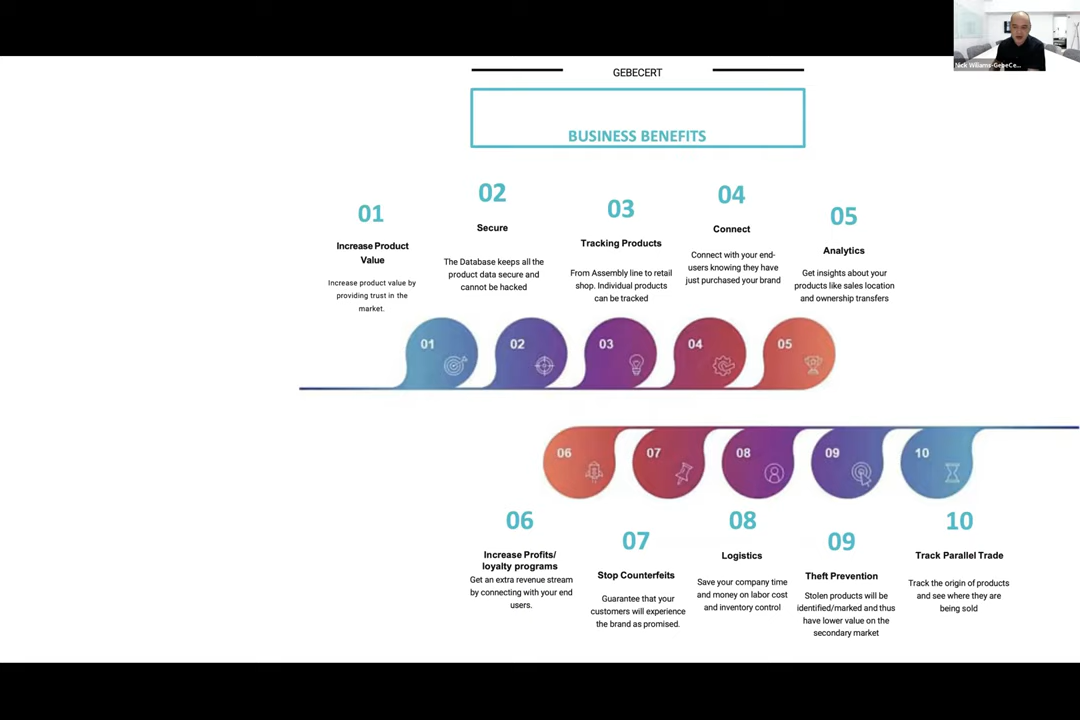 Nick Williams-GebeCe...
GEBECERT
BUSINESS BENEFITS
01
Increase Product
Value
Increase product value by
providing trust in the
market.
02
Secure
The Database keeps all the
product data secure and
cannot be hacked
03
Tracking Products
From Assembly line to retail
shop. Individual products
can be tracked
04
Connect
Connect with your end-
users knowing they have
just purchased your brand
05
Analytics
Get insights about your
products like sales location
and ownership transfers
01
02
03
04
05
06
07
08
09
10
06
Increase Profits/
loyalty programs
Get an extra revenue stream
by connecting with your end
users.
07
Stop Counterfeits
Guarantee that your
customers will experience
the brand as promised.
08
Logistics
Save your company time
and money on labor cost
and inventory control
09
Theft Prevention
Stolen products will be
identified/marked and thus
have lower value on the
secondary market
10
Track Parallel Trade
Track the origin of products
and see where they are
being sold